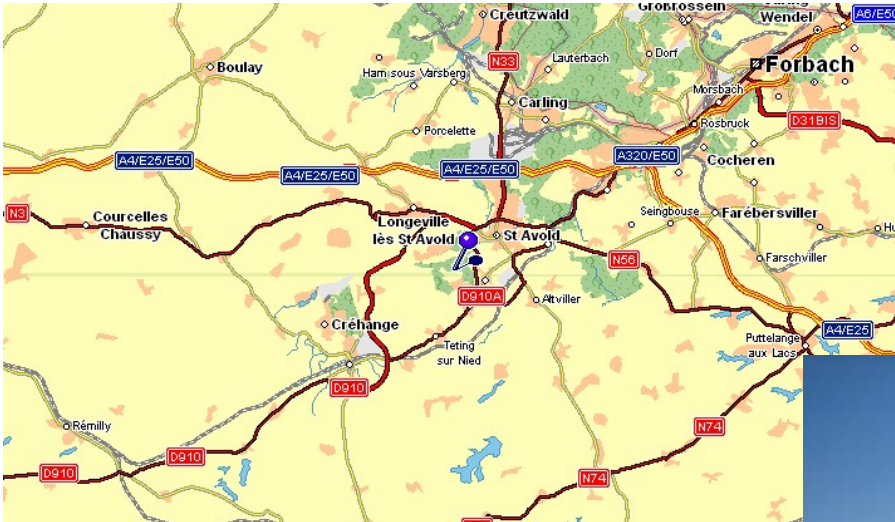 Creutzwald
Großrosseln
Wendel
A6/E50
N33
Lauterbach
Dorf
Forbach
Boulay
Ham sous Varsberg
Morsbach
Carling
D31BIS
Rosbruck
Porcelette
A320/E50
Cocheren
A4/E25/E50
A4/E25/E50
A4/E25/E50
N3
Courcelles
Chaussy
Longeville
lès St Avold
St Avold
Seingbouse
Farébersviller
N56
Farschviller
D910A
Altviller
Créhange
A4/E25
Teting
sur Nied
Puttelange
aux Lacs
D910
N74
Rémilly
D910
D910
N74